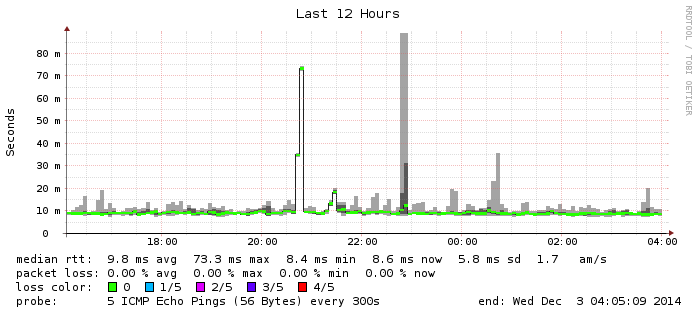 Last 12 Hours
RRDTOOL / TOBI OETIKER
Seconds
80 m
70 m
60 m
50 m
40 m
30 m
20 m
10 m
0
18:00 20:00 22:00 00:00 02:00 04:00
median rtt: 9.8 ms avg 73.3 ms max 8.4 ms min 8.6 ms now 5.8 ms sd 1.7 am/s
packet loss: 0.00 % avg 0.00 % max 0.00 % min 0.00 % now
loss color: 0 1/5 2/5 3/5 4/5
probe: 5 ICMP Echo Pings (56 Bytes) every 300s end: Wed Dec 3 04:05:09 2014